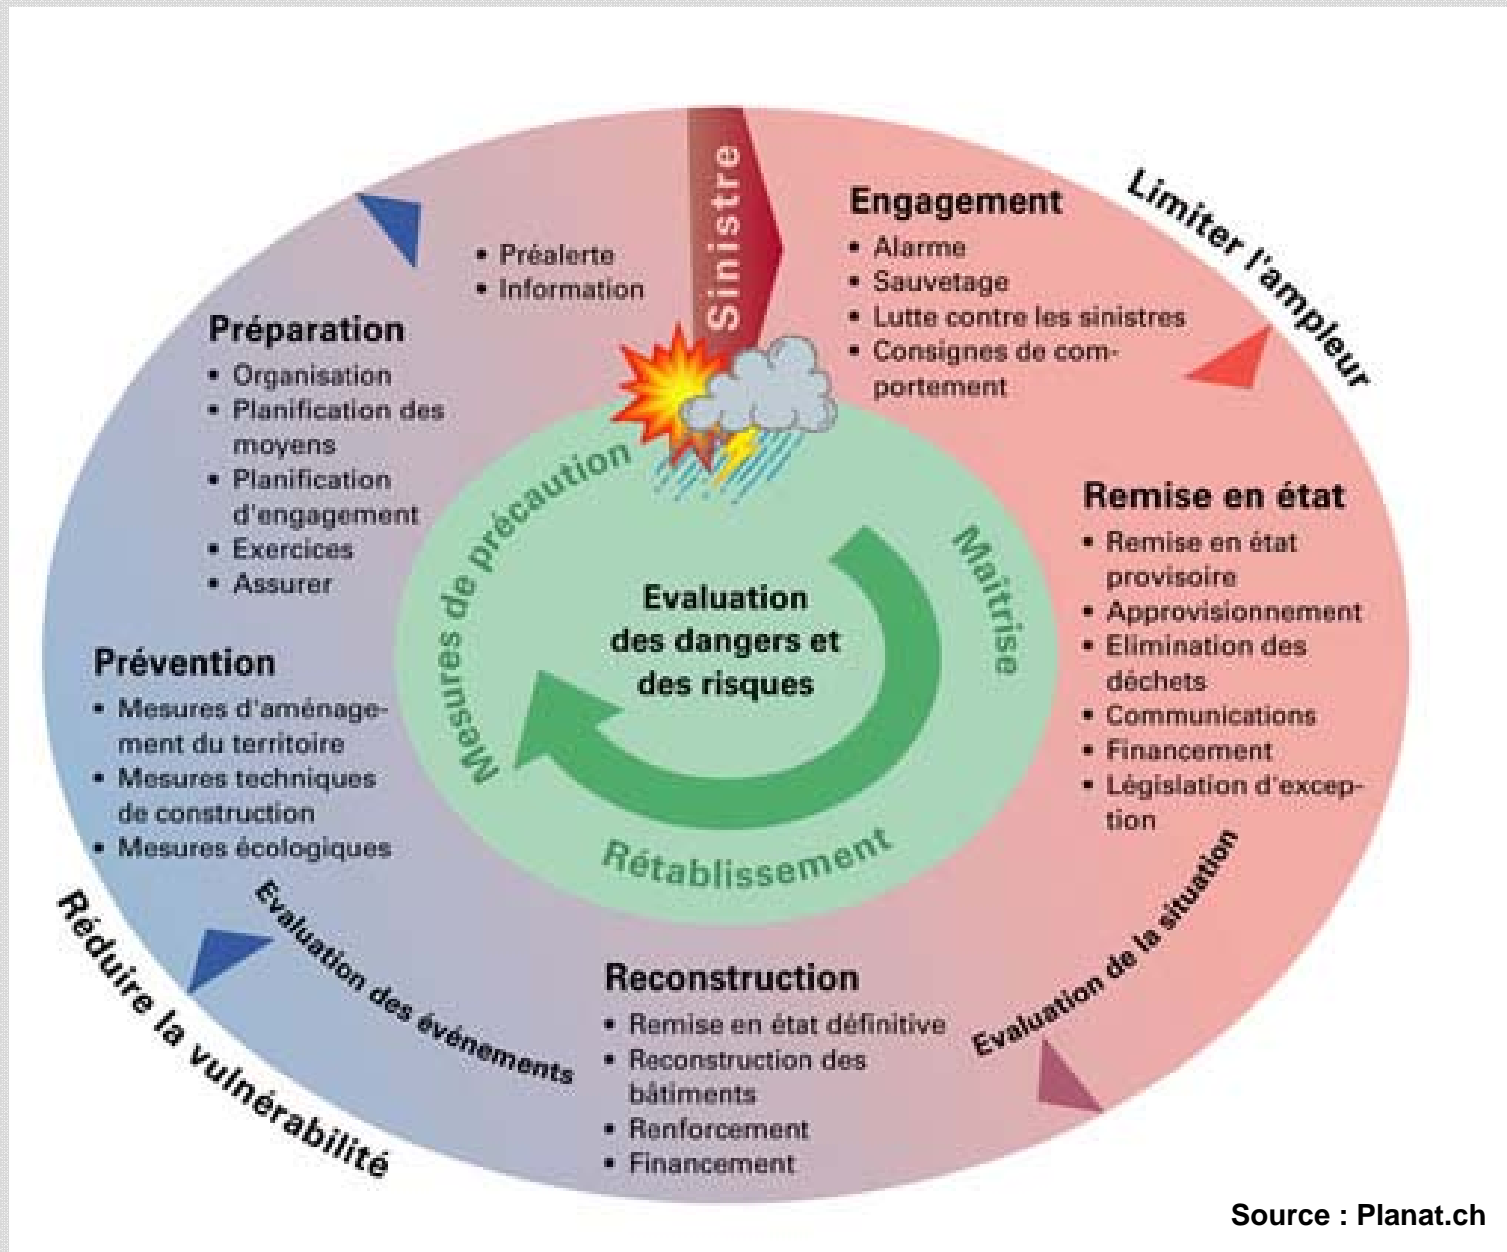 Sinistre
Engagement
• Alarme
• Sauvetage
• Lutte contre les sinistres
• Consignes de com-
portement
Limiter l'ampleur
Remise en état
• Remise en état
provisoire
• Approvisionnement
• Elimination des
déchets
• Communications
• Financement
• Législation d'excep-
tion
Evaluation de la situation
Reconstruction
• Remise en état définitive
• Reconstruction des
bâtiments
• Renforcement
• Financement
Evaluation des événements
Réduire la vulnérabilité
Prévention
• Mesures d'aménage-
ment du territoire
• Mesures techniques
de construction
• Mesures écologiques
Préparation
• Organisation
• Planification des
moyens
• Planification
d'engagement
• Exercices
• Assurer
• Préalerte
• Information
Mesures de précaution
Maîtrise
Rétablissement
Evaluation
des dangers et
des risques
Source : Planat.ch